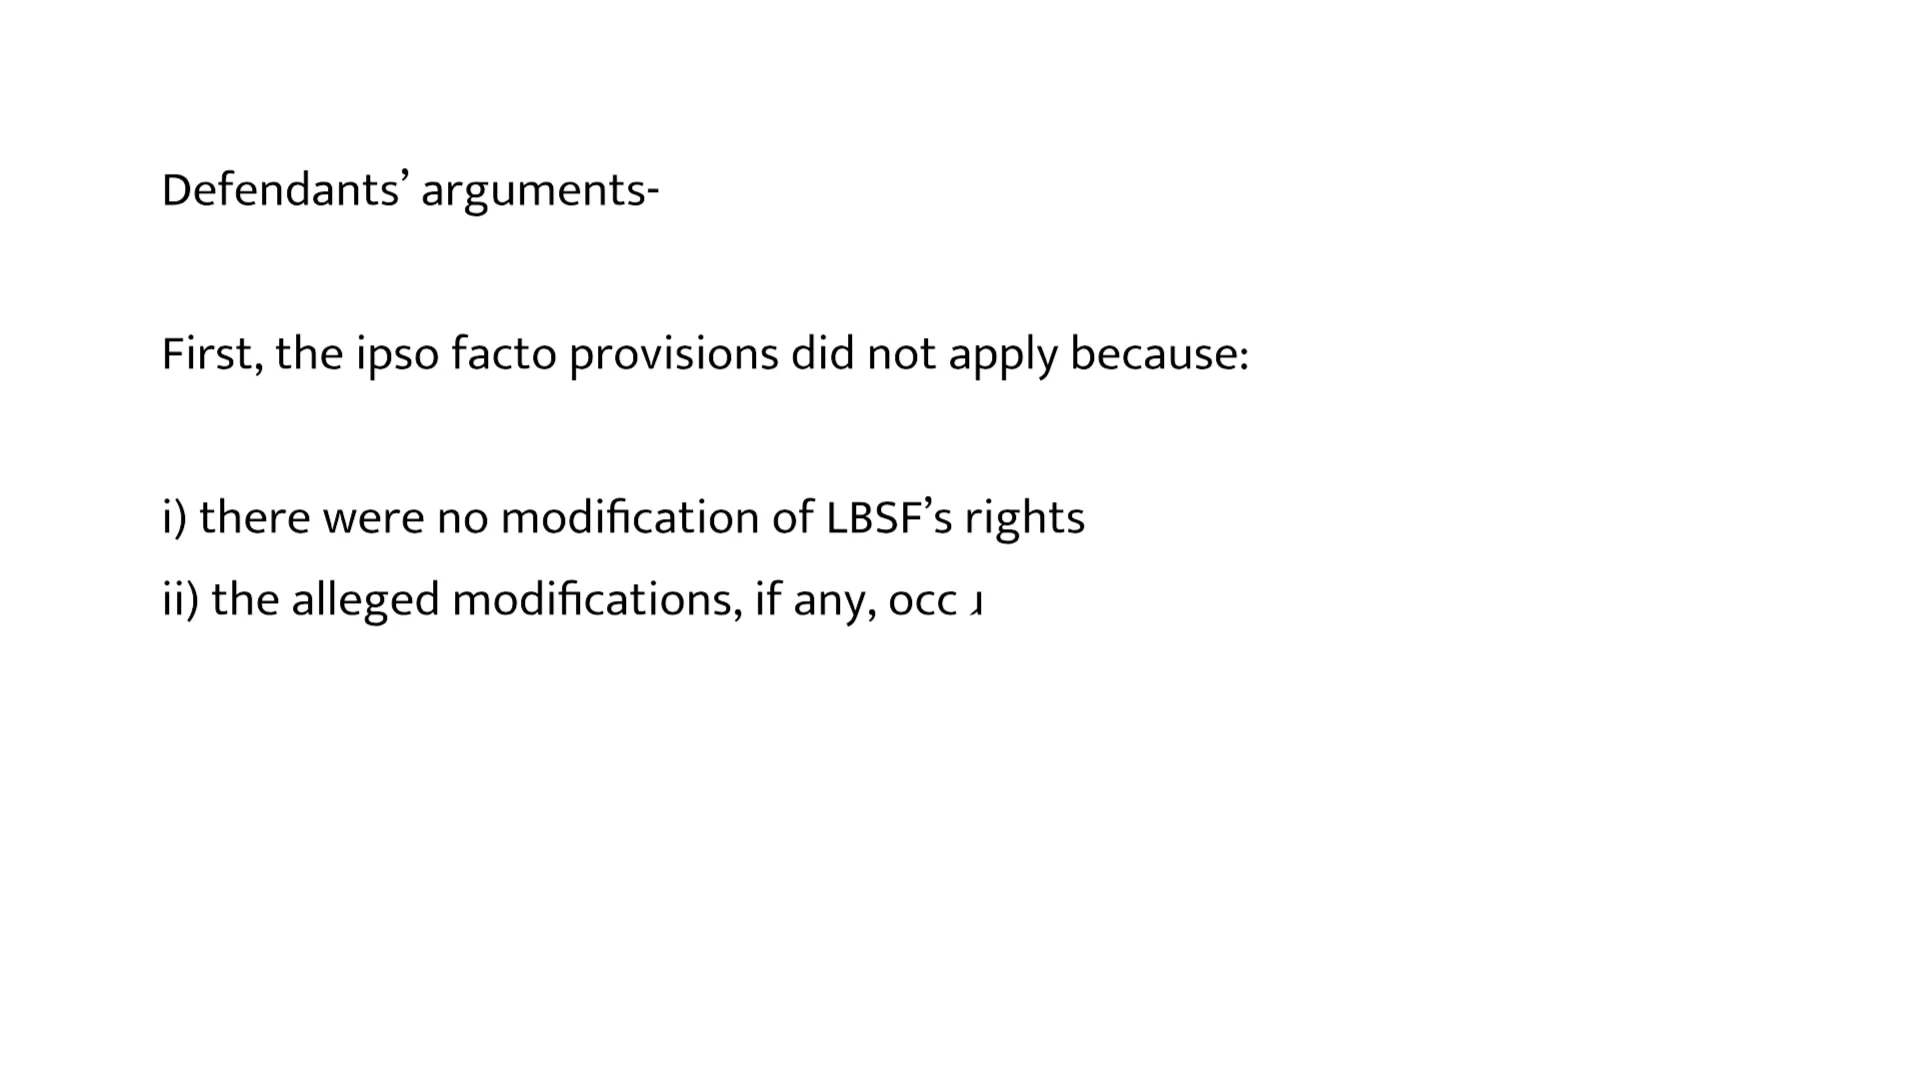 Defendants’ arguments-
First, the ipso facto provisions did not apply because:
i) there were no modification of LBSF’s rights
ii) the alleged modifications, if any,